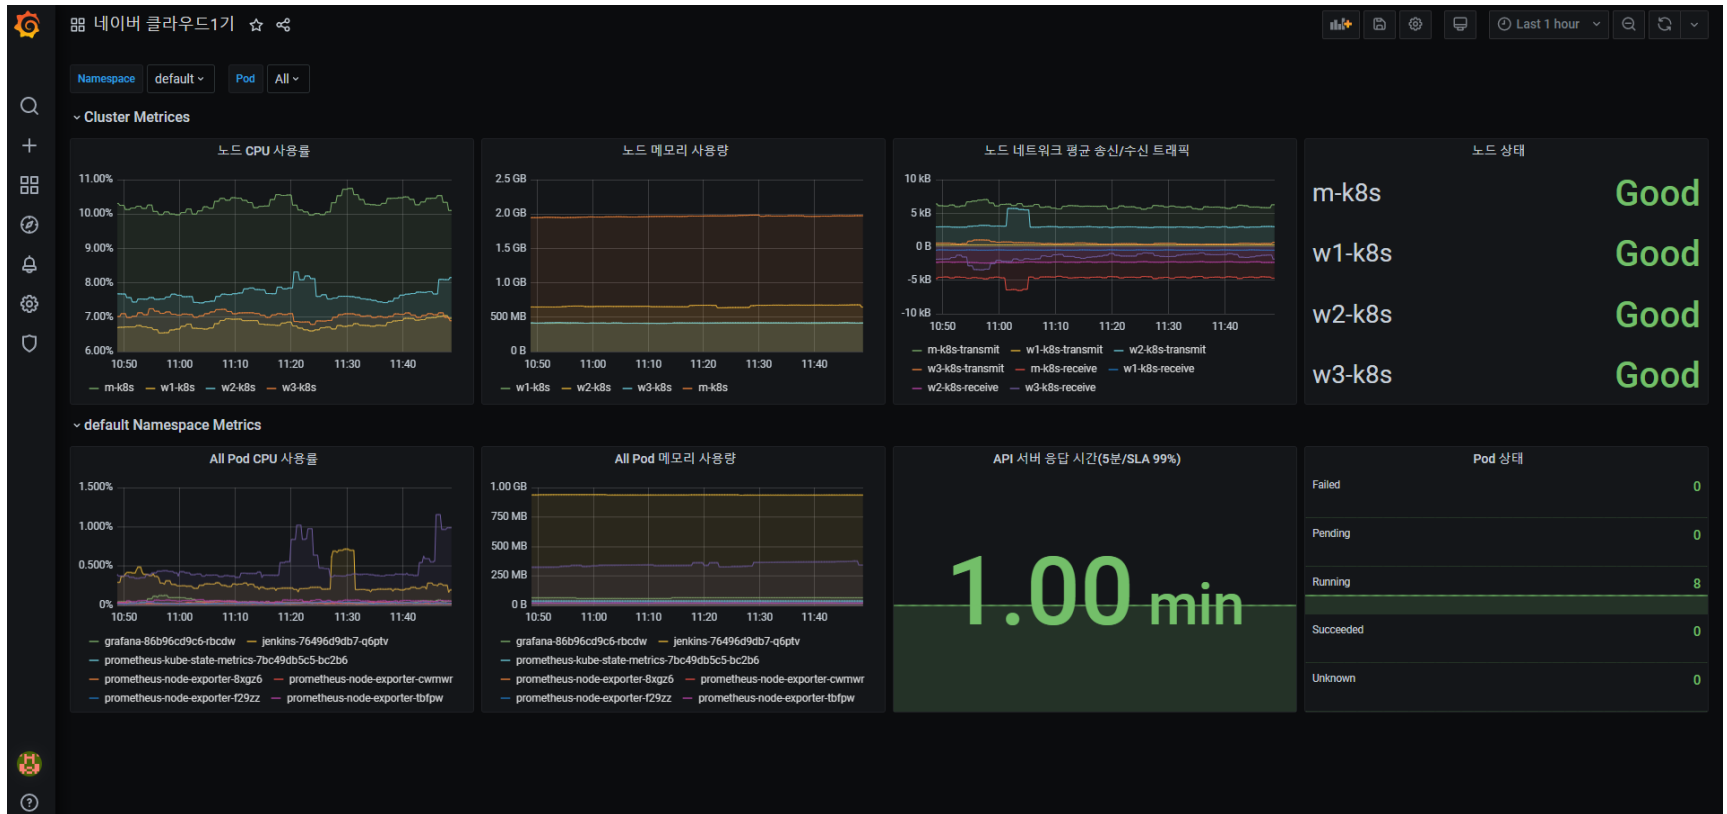 네이버 클라우드1기
Last 1 hour
Namespace default Pod All
Cluster Metrices
노드 CPU 사용률
11.00%
10.00%
9.00%
8.00%
7.00%
6.00%
10:50 11:00 11:10 11:20 11:30 11:40
m-k8s w1-k8s w2-k8s w3-k8s
노드 메모리 사용량
2.5 GB
2.0 GB
1.5 GB
1.0 GB
500 MB
0 B
10:50 11:00 11:10 11:20 11:30 11:40
w1-k8s w2-k8s w3-k8s m-k8s
노드 네트워크 평균 송신/수신 트래픽
10 kB
5 kB
0 B
-5 kB
-10 kB
10:50 11:00 11:10 11:20 11:30 11:40
m-k8s-transmit w1-k8s-transmit w2-k8s-transmit
w3-k8s-transmit m-k8s-receive w1-k8s-receive
w2-k8s-receive w3-k8s-receive
노드 상태
m-k8s Good
w1-k8s Good
w2-k8s Good
w3-k8s Good
default Namespace Metrics
All Pod CPU 사용률
1.500%
1.000%
0.500%
0%
10:50 11:00 11:10 11:20 11:30 11:40
grafana-86b96cd9c6-rbcdw jenkins-76496d9db7-q6ptv
prometheus-kube-state-metrics-7bc49db5c5-bc2b6
prometheus-node-exporter-8xgz6 prometheus-node-exporter-cwmwr
prometheus-node-exporter-f29zz prometheus-node-exporter-tbfpw
All Pod 메모리 사용량
1.00 GB
750 MB
500 MB
250 MB
0 B
10:50 11:00 11:10 11:20 11:30 11:40
grafana-86b96cd9c6-rbcdw jenkins-76496d9db7-q6ptv
prometheus-kube-state-metrics-7bc49db5c5-bc2b6
prometheus-node-exporter-8xgz6 prometheus-node-exporter-cwmwr
prometheus-node-exporter-f29zz prometheus-node-exporter-tbfpw
API 서버 응답 시간(5분/SLA 99%)
1.00 min
Pod 상태
Failed 0
Pending 0
Running 8
Succeeded 0
Unknown 0